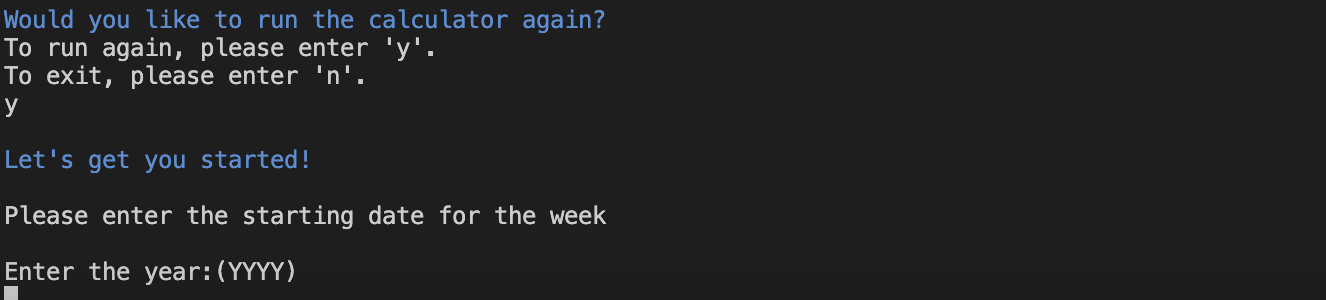 Would you like to run the calculator again?
To run again, please enter 'y'.
To exit, please enter 'n'.
y
Let's get you started!
Please enter the starting date for the week
Enter the year:(YYYY)